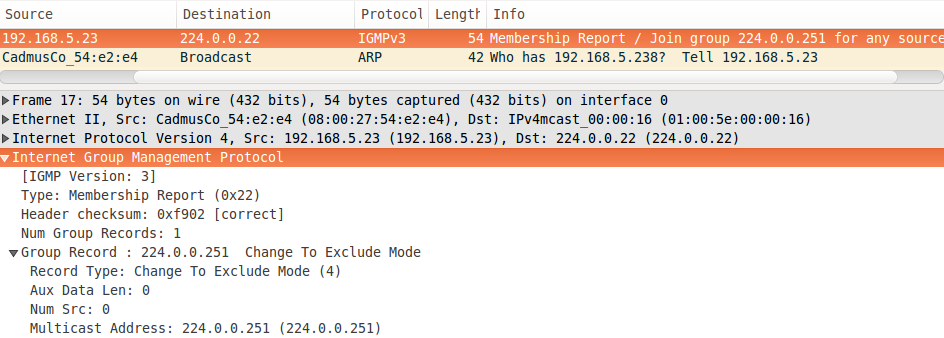 Source Destination Protocol Length Info
192.168.5.23 224.0.0.22 IGMPv3 54 Membership Report / Join group 224.0.0.251 for any source
CadmusCo_54:e2:e4 Broadcast ARP 42 Who has 192.168.5.238? Tell 192.168.5.23
Frame 17: 54 bytes on wire (432 bits), 54 bytes captured (432 bits) on interface 0
Ethernet II, Src: CadmusCo_54:e2:e4 (08:00:27:54:e2:e4), Dst: IPv4mcast_00:00:16 (01:00:5e:00:00:16)
Internet Protocol Version 4, Src: 192.168.5.23 (192.168.5.23), Dst: 224.0.0.22 (224.0.0.22)
Internet Group Management Protocol
[IGMP Version: 3]
Type: Membership Report (0x22)
Header checksum: 0xf902 [correct]
Num Group Records: 1
Group Record : 224.0.0.251 Change To Exclude Mode
Record Type: Change To Exclude Mode (4)
Aux Data Len: 0
Num Src: 0
Multicast Address: 224.0.0.251 (224.0.0.251)